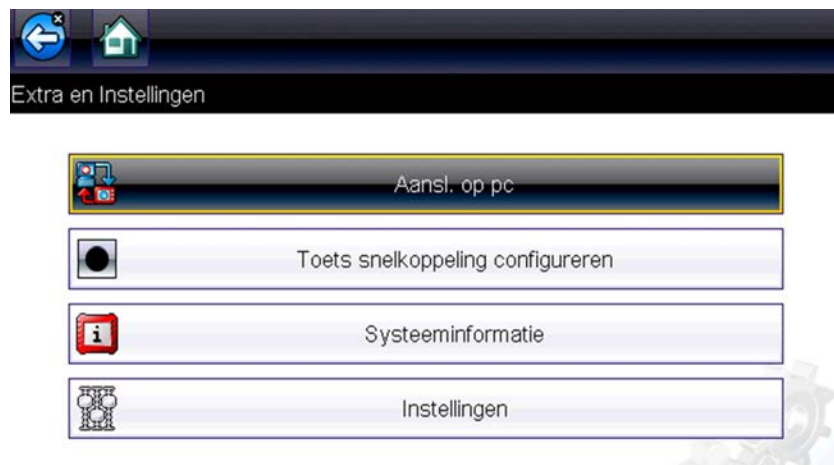 Extra en Instellingen
Aansl. op pc
Toets snelkoppeling configureren
Systeeminformatie
Instellingen